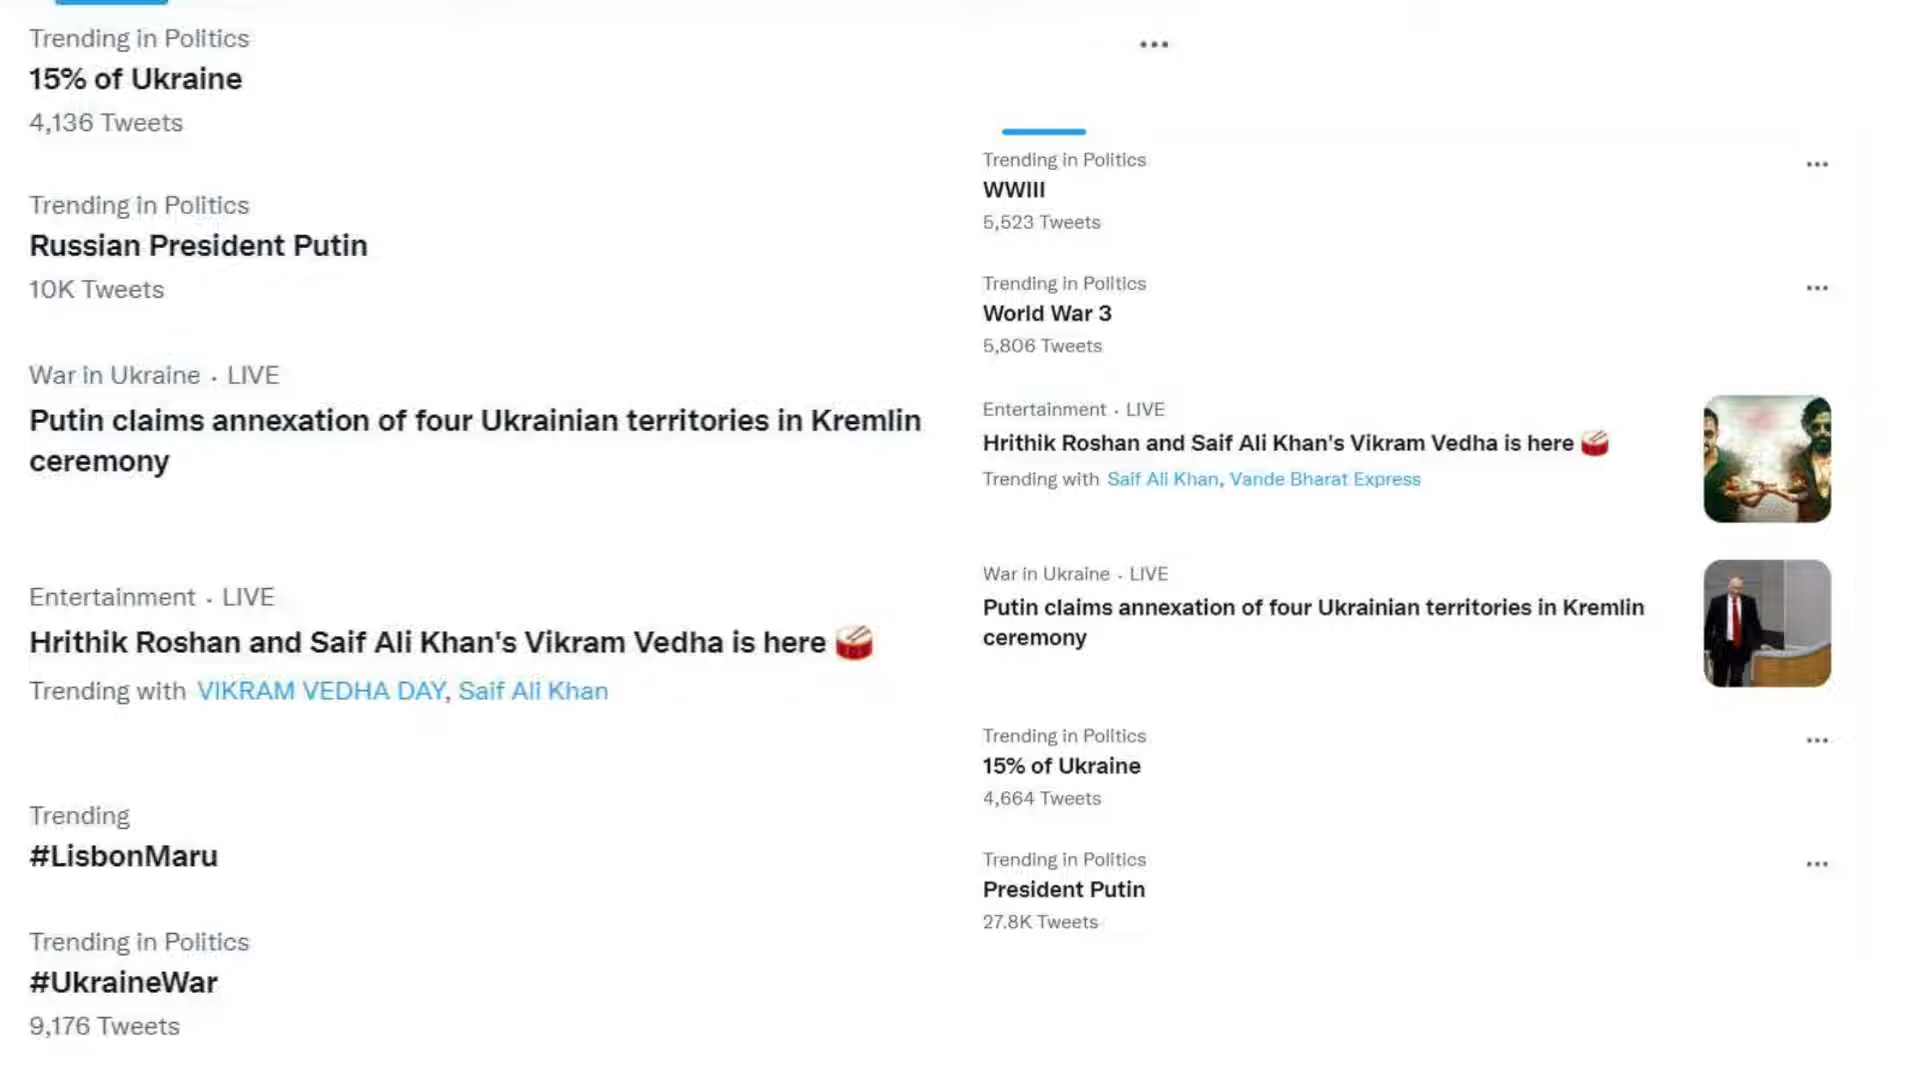 Trending in Politics
15% of Ukraine
4,136 Tweets
Trending in Politics
Russian President Putin
10K Tweets
War in Ukraine · LIVE
Putin claims annexation of four Ukrainian territories in Kremlin
ceremony
Entertainment · LIVE
Hrithik Roshan and Saif Ali Khan's Vikram Vedha is here 🥁
Trending with VIKRAM VEDHA DAY, Saif Ali Khan
Trending
#LisbonMaru
Trending in Politics
#UkraineWar
9,176 Tweets
Trending in Politics
WWIII
5,523 Tweets
Trending in Politics
World War 3
5,806 Tweets
Entertainment · LIVE
Hrithik Roshan and Saif Ali Khan's Vikram Vedha is here 🥁
Trending with Saif Ali Khan, Vande Bharat Express
War in Ukraine · LIVE
Putin claims annexation of four Ukrainian territories in Kremlin
ceremony
Trending in Politics
15% of Ukraine
4,664 Tweets
Trending in Politics
President Putin
27.8K Tweets